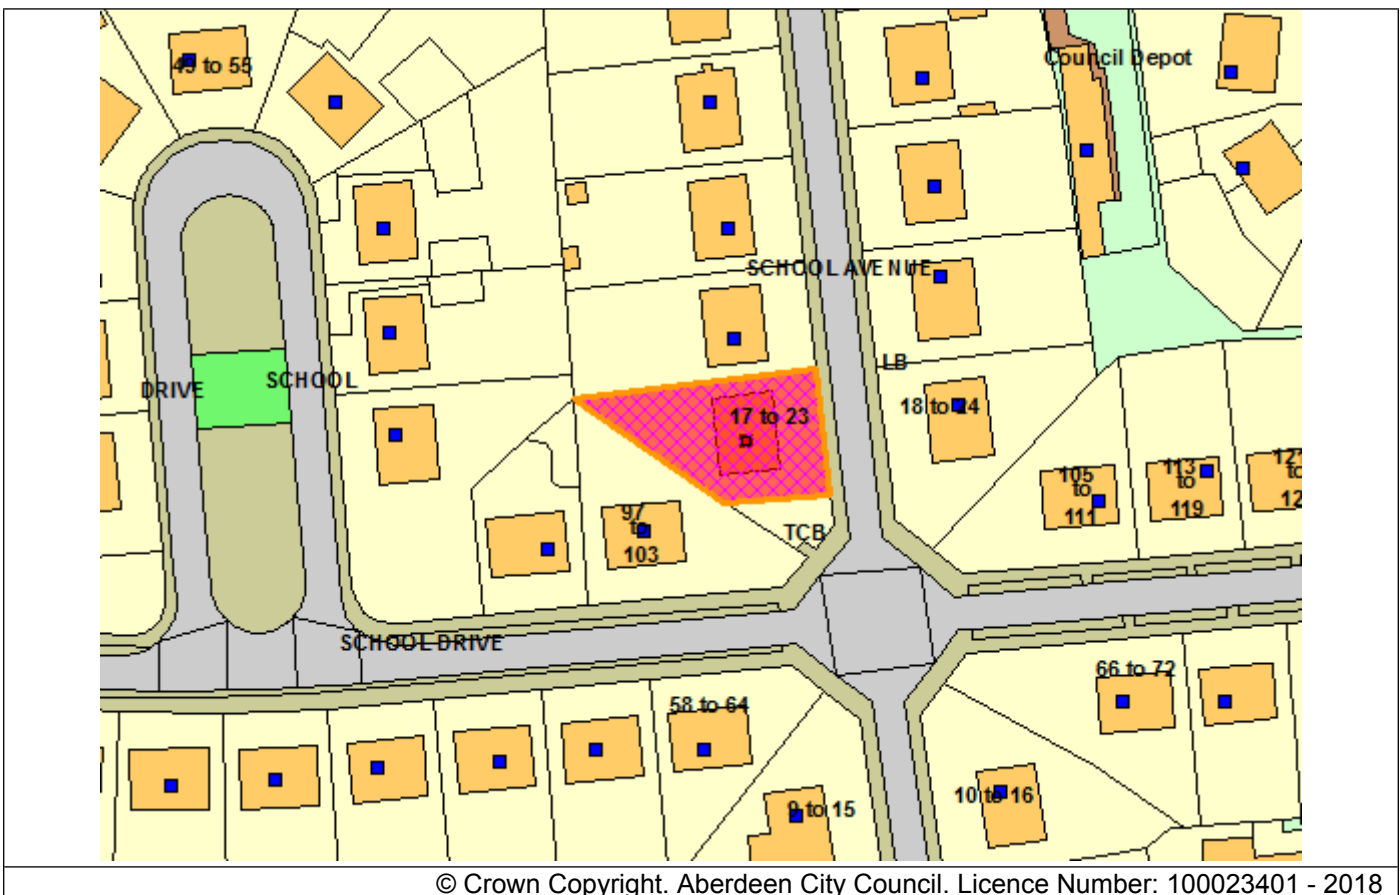 49 to 55
Council Depot
SCHOOL AVENUE
DRIVE
SCHOOL
LB
17 to 23
18 to 24
97
to
103
TCB
105
to
111
113
to
119
to
SCHOOL DRIVE
66 to 72
58 to 64
9 to 15
10 to 16
© Crown Copyright. Aberdeen City Council. Licence Number: 100023401 - 2018